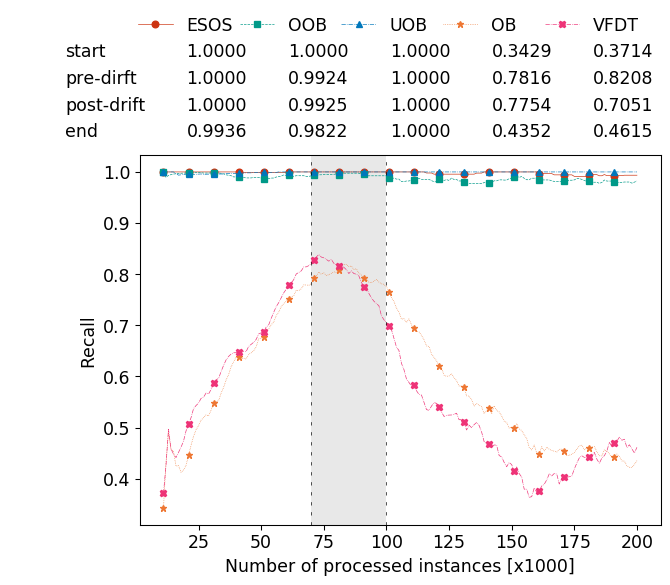 ESOS OOB UOB OB VFDT
start 1.0000 1.0000 1.0000 0.3429 0.3714
pre-dirft 1.0000 0.9924 1.0000 0.7816 0.8208
post-drift 1.0000 0.9925 1.0000 0.7754 0.7051
end 0.9936 0.9822 1.0000 0.4352 0.4615
1.0
0.9
0.8
0.7
0.6
0.5
0.4
Recall
25 50 75 100 125 150 175 200
Number of processed instances [x1000]